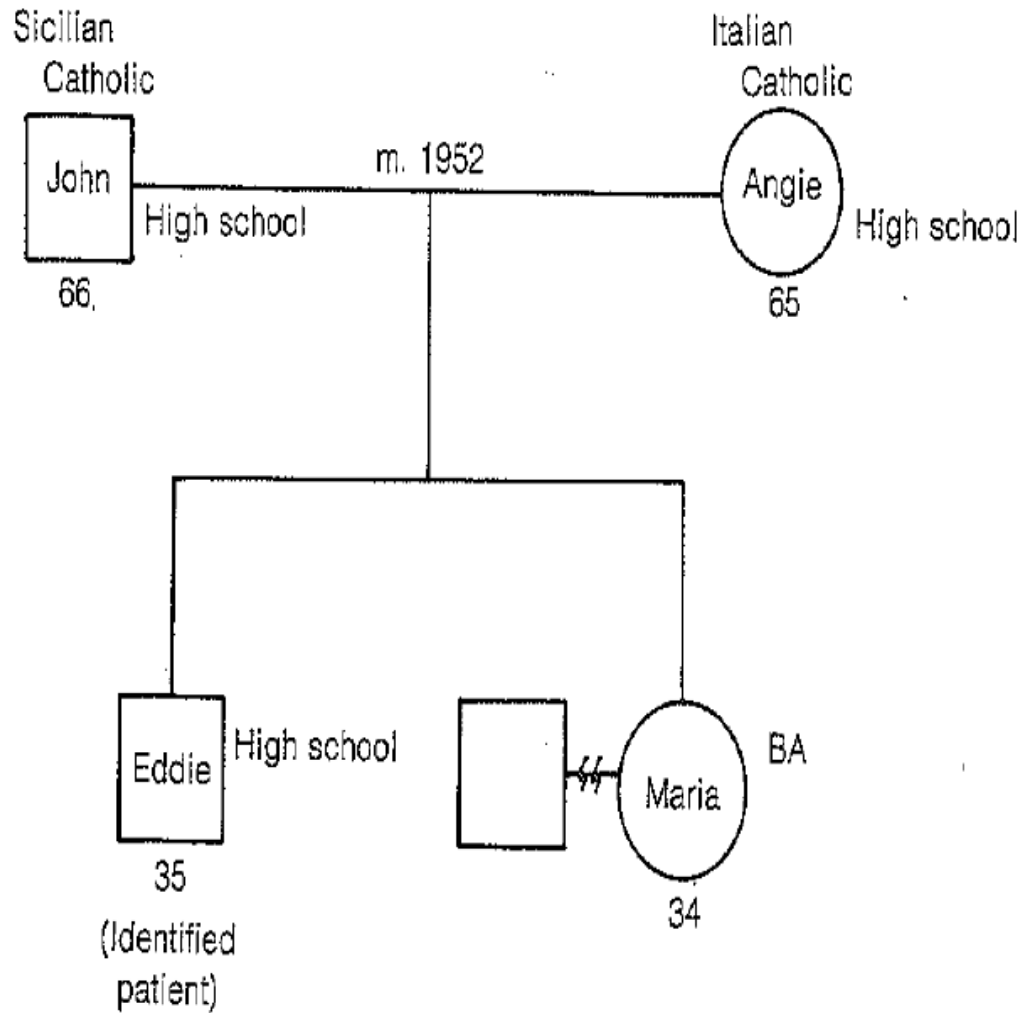 Sicilian
Catholic
Italian
Catholic
John
m. 1952
Angie
High school
High school
66
65
Eddie
High school
Maria
BA
35
34
(Identified
patient)